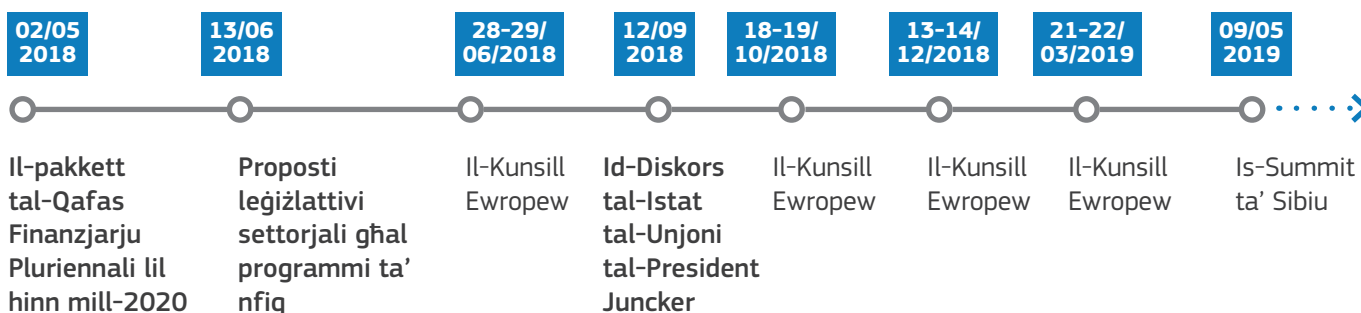 02/05
2018
13/06
2018
28-29/
06/2018
12/09
2018
18-19/
10/2018
13-14/
12/2018
21-22/
03/2019
09/05
2019
Il-pakkett
tal-Qafas
Finanzjarju
Pluriennali lil
hinn mill-2020
Proposti
leġiżlattivi
settorjali għal
programmi ta'
nfiq
Il-Kunsill
Ewropew
Id-Diskors
tal-Istat
tal-Unjoni
tal-President
Juncker
Il-Kunsill
Ewropew
Il-Kunsill
Ewropew
Il-Kunsill
Ewropew
Is-Summit
ta' Sibiu